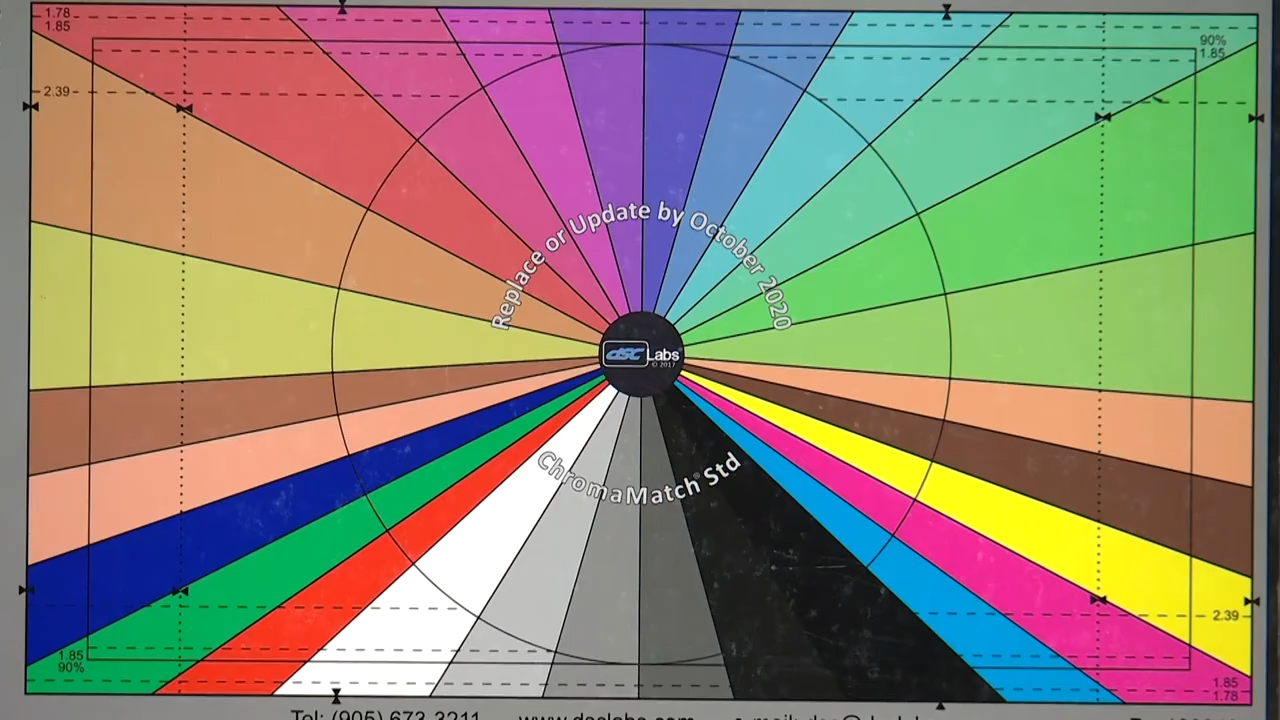 1.78
1.85
90%
1.85
2.39
Replace or Update by October 2020
dsc Labs
© 2017
ChromaMatch® Std
2.39
1.85
90%
1.85
1.78
Tel: (905) 673-3211